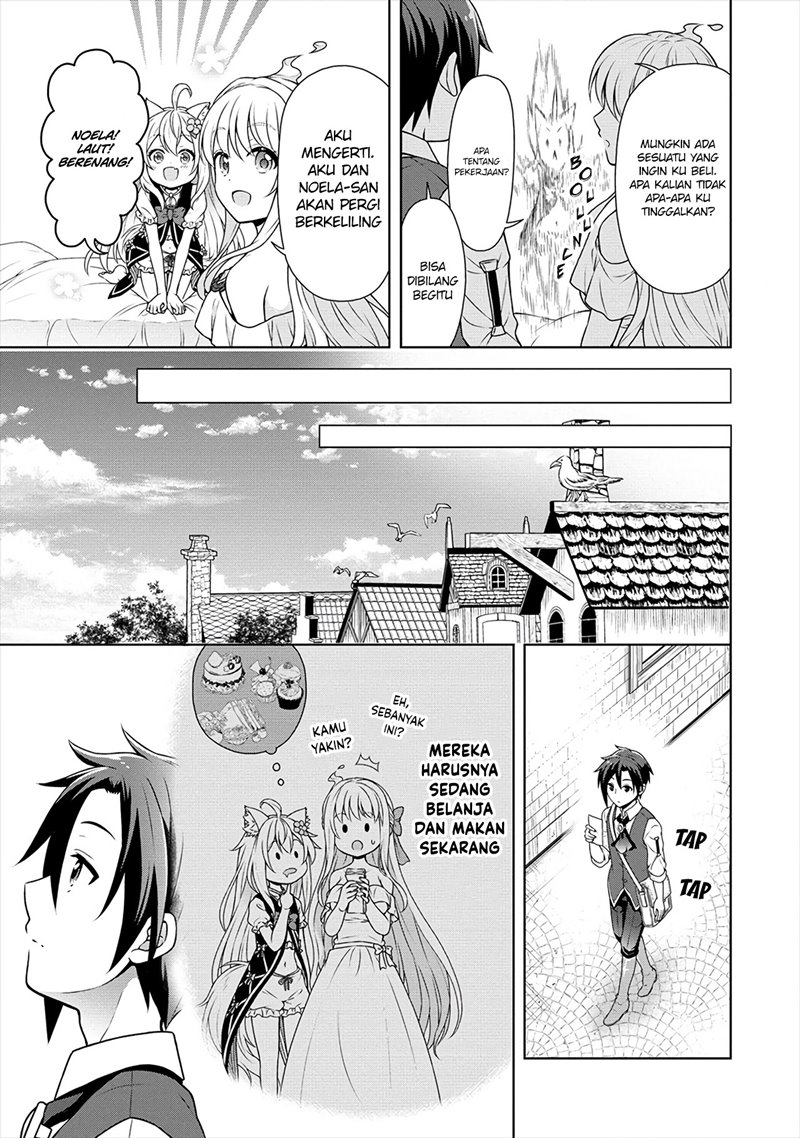 MUNGKIN ADA
SESUATU YANG
INGIN KU BELI.
APA KALIAN TIDAK
APA-APA KU
TINGGALKAN?
BOUUNCE
APA
TENTANG
PEKERJAAN?
BISA
DIBILANG
BEGITU
AKU
MENGERTI.
AKU DAN
NOELA-SAN
AKAN PERGI
BERKELILING
NOELA!
LAUT!
BERENANG!
TAP
TAP
EH,
SEBANYAK
INI?
KAMU
YAKIN?
MEREKA
HARUSNYA
SEDANG
BELANJA
DAN MAKAN
SEKARANG